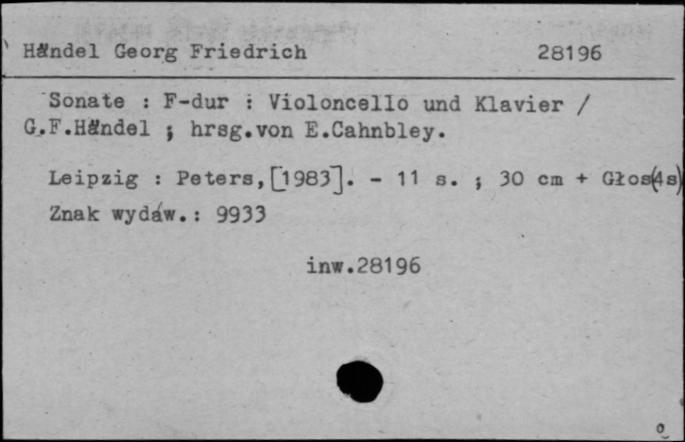 Händel Georg Friedrich 28196
Sonate : F-dur : Violoncello und Klavier /
G.F.Händel ; hrsg.von E.Cahnbley.
Leipzig : Peters, [1983]. - 11 s. ; 30 cm + Głos(4s)
Znak wydaw.: 9933
inw.28196